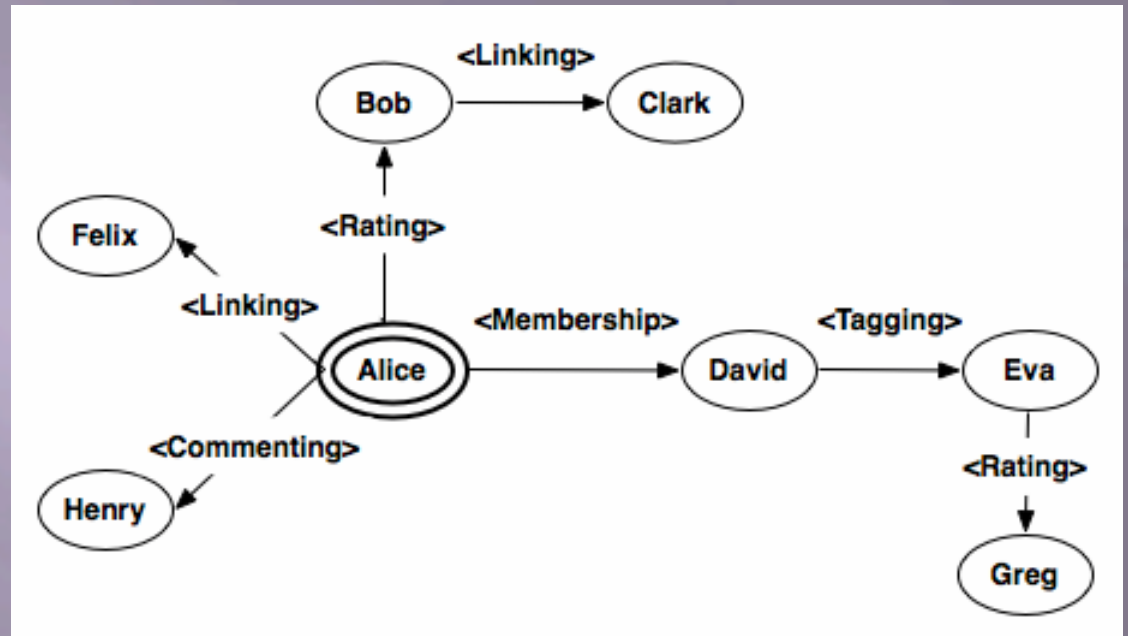 <Linking>
Bob
Clark
<Rating>
Felix
<Linking>
<Membership>
<Tagging>
Alice
David
Eva
<Commenting>
<Rating>
Henry
Greg